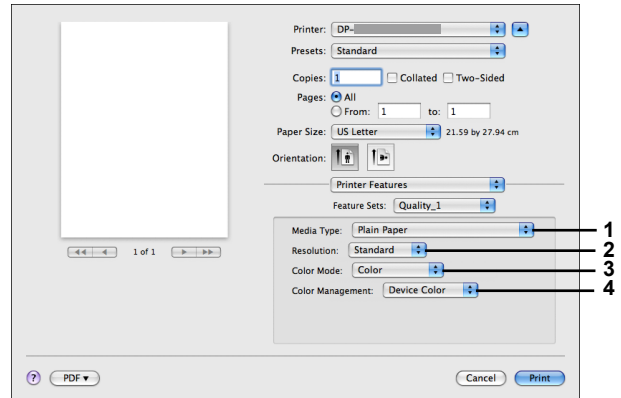 Printer: DP-
Presets: Standard
Copies: 1 Collated Two-Sided
Pages: All
From: 1 to: 1
Paper Size: US Letter 21.59 by 27.94 cm
Orientation:
Printer Features
Feature Sets: Quality_1
Media Type: Plain Paper 1
1 of 1 Resolution: Standard 2
Color Mode: Color 3
Color Management: Device Color 4
? PDF Cancel Print